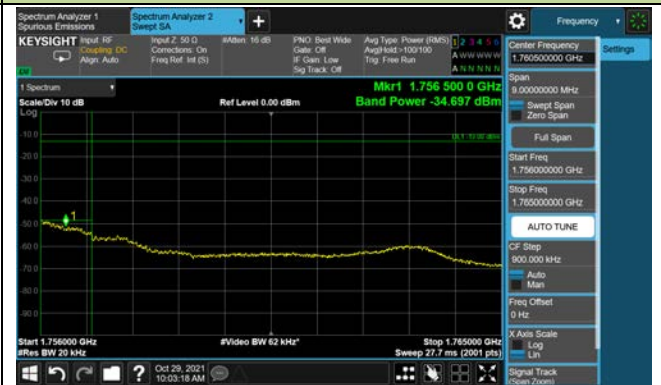 Spectrum Analyzer 1
Spurious Emissions
Spectrum Analyzer 2
Swept SA
Frequency
KEYSIGHT
Input: RF
Coupling: DC
Align: Auto
Input Z: 50 Ω
Corrections: On
Freq Ref: Int (S)
#Atten: 16 dB
PNO: Best Wide
Gate: Off
IF Gain: Low
Sig Track: Off
Avg Type: Power (RMS)
Avg|Hold:>100/100
Trig: Free Run
1 2 3 4 5 6
A W W W W W
A N N N N N
Center Frequency
1.760500000 GHz
Settings
Span
9.00000000 MHz
Swept Span
Zero Span
Full Span
Start Freq
1.756000000 GHz
Stop Freq
1.765000000 GHz
AUTO TUNE
CF Step
900.000 kHz
Auto
Man
Freq Offset
0 Hz
X Axis Scale
Log
Lin
Signal Track
(Span Zoom)
1 Spectrum
Scale/Div 10 dB
Log
Ref Level 0.00 dBm
Mkr1 1.756 500 0 GHz
Band Power -34.697 dBm
DL1 -13.00 dBm
-10.0
-20.0
-30.0
-40.0
-50.0
-60.0
-70.0
-80.0
-90.0
1
Start 1.756000 GHz
#Res BW 20 kHz
#Video BW 62 kHz*
Stop 1.765000 GHz
Sweep 27.7 ms (2001 pts)
Oct 29, 2021
10:03:18 AM